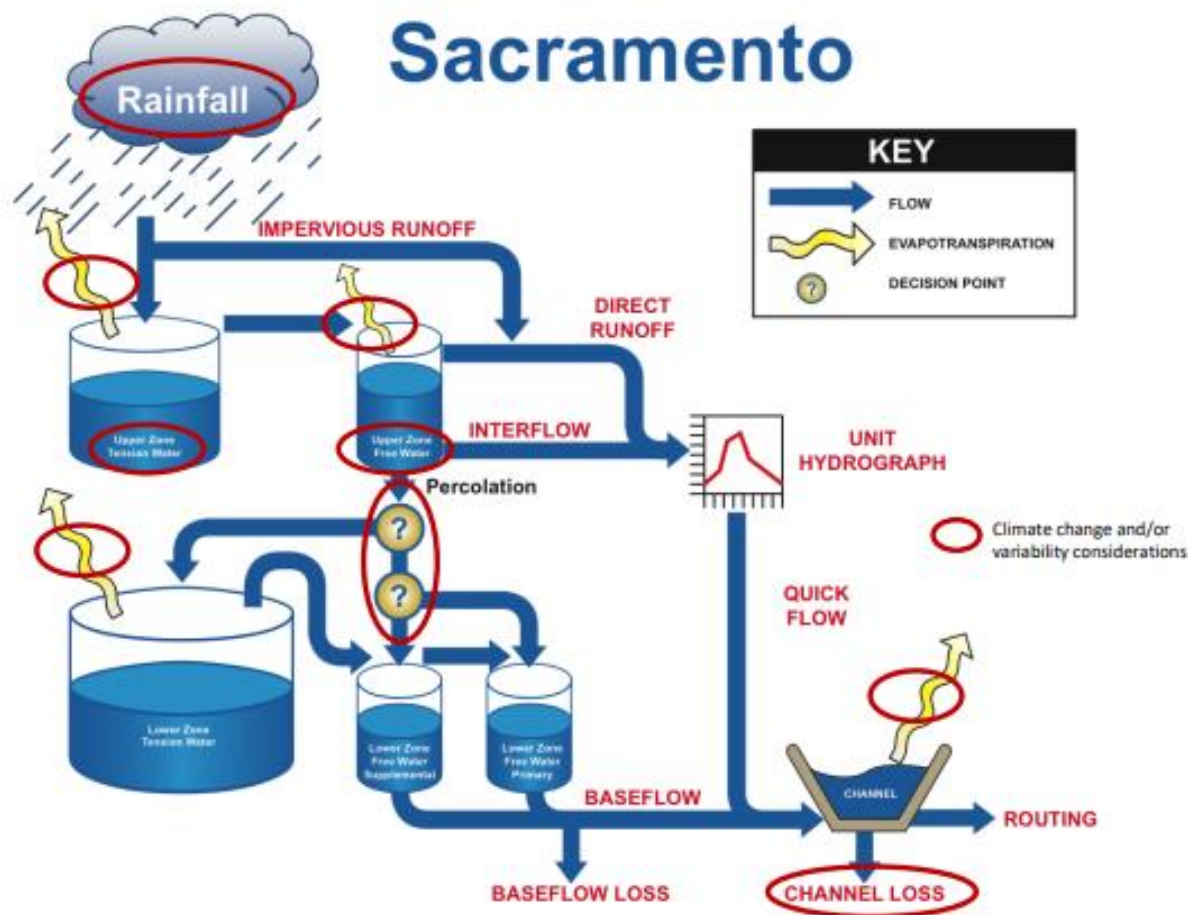 Sacramento
Rainfall
KEY
FLOW
EVAPOTRANSPIRATION
?
DECISION POINT
IMPERVIOUS RUNOFF
DIRECT
RUNOFF
Upper Zone
Tension Water
Upper Zone
Free Water
INTERFLOW
UNIT
HYDROGRAPH
Percolation
?
?
Climate change and/or
variability considerations
QUICK
FLOW
Lower Zone
Tension Water
Lower Zone
Free Water
Supplemental
Lower Zone
Free Water
Primary
CHANNEL
BASEFLOW
ROUTING
BASEFLOW LOSS
CHANNEL LOSS